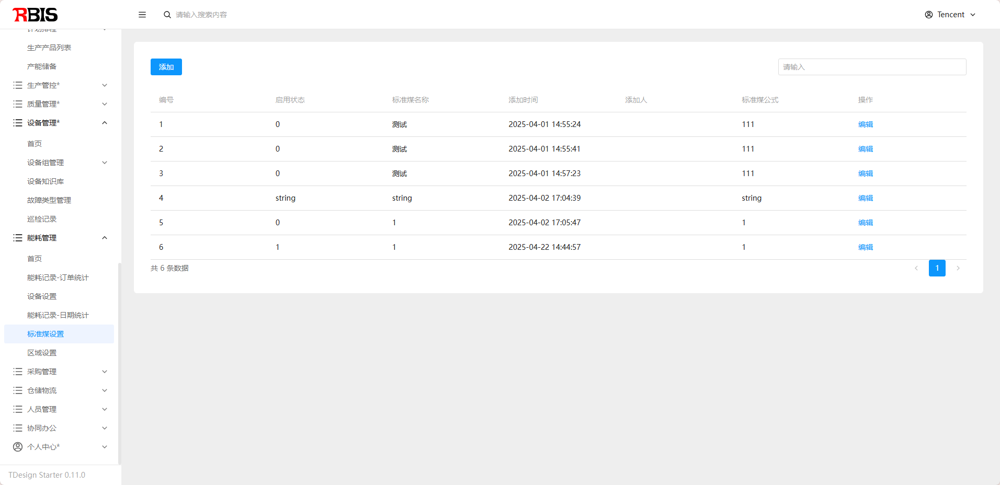 RBIS
请输入搜索内容
Tencent
计划排程
生产产品列表
产能储备
生产管控*
质量管理*
设备管理*
首页
设备组管理
设备知识库
故障类型管理
巡检记录
能耗管理
首页
能耗记录-订单统计
设备设置
能耗记录-日期统计
标准煤设置
区域设置
采购管理
仓储物流
人员管理
协同办公
个人中心*
TDesign Starter 0.11.0
添加
请输入
编号 启用状态 标准煤名称 添加时间 添加人 标准煤公式 操作
1 0 测试 2025-04-01 14:55:24 111 编辑
2 0 测试 2025-04-01 14:55:41 111 编辑
3 0 测试 2025-04-01 14:57:23 111 编辑
4 string string 2025-04-02 17:04:39 string 编辑
5 0 1 2025-04-02 17:05:47 1 编辑
6 1 1 2025-04-22 14:44:57 1 编辑
共 6 条数据
1